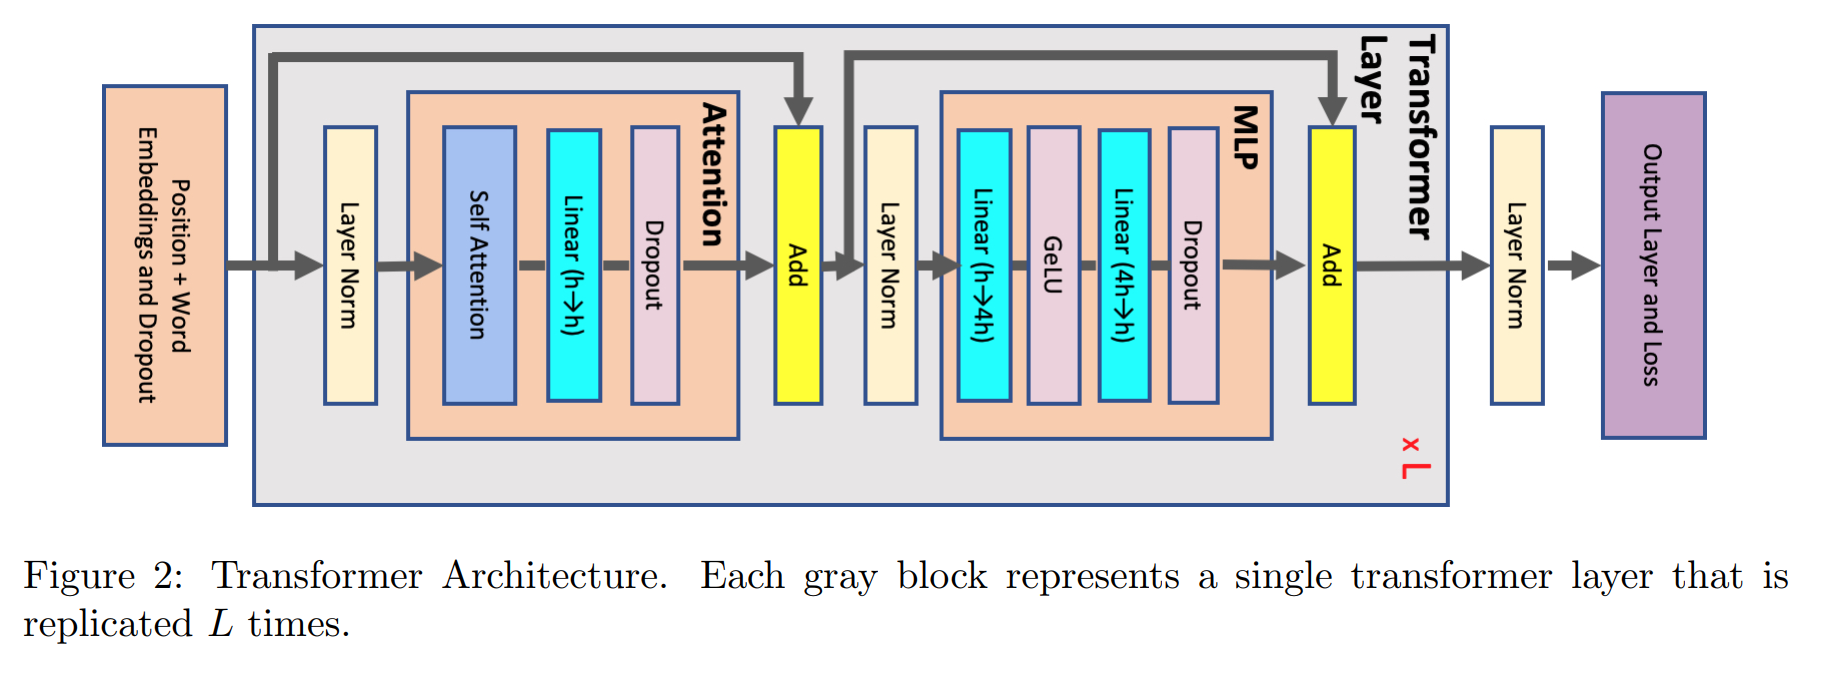 Position + Word
Embeddings and Dropout
Layer Norm
Self Attention
Linear (h→h)
Dropout
Attention
Add
Layer Norm
Linear (h→4h)
GeLU
Linear (4h→h)
Dropout
MLP
Add
Transformer
Layer
x L
Layer Norm
Output Layer and Loss
Figure 2: Transformer Architecture. Each gray block represents a single transformer layer that is
replicated L times.